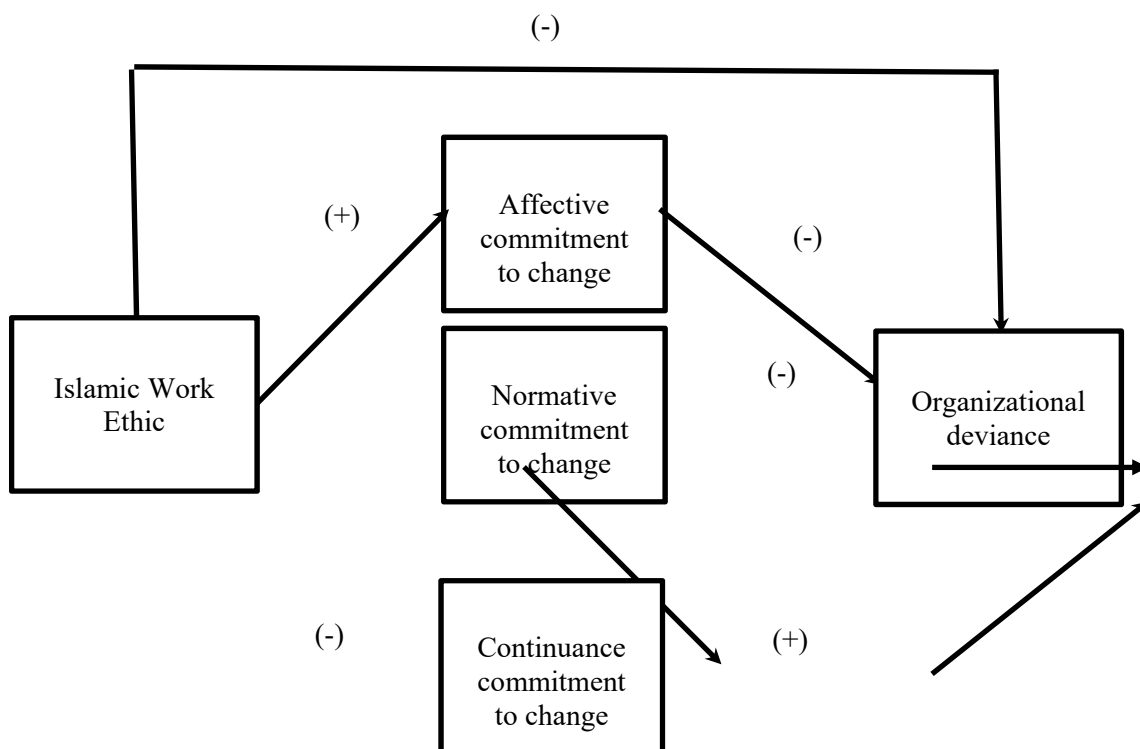 (-)
Affective
commitment
to change
(+)
(-)
Islamic Work
Ethic
Normative
commitment
to change
(-)
Organizational
deviance
(-)
Continuance
commitment
to change
(+)